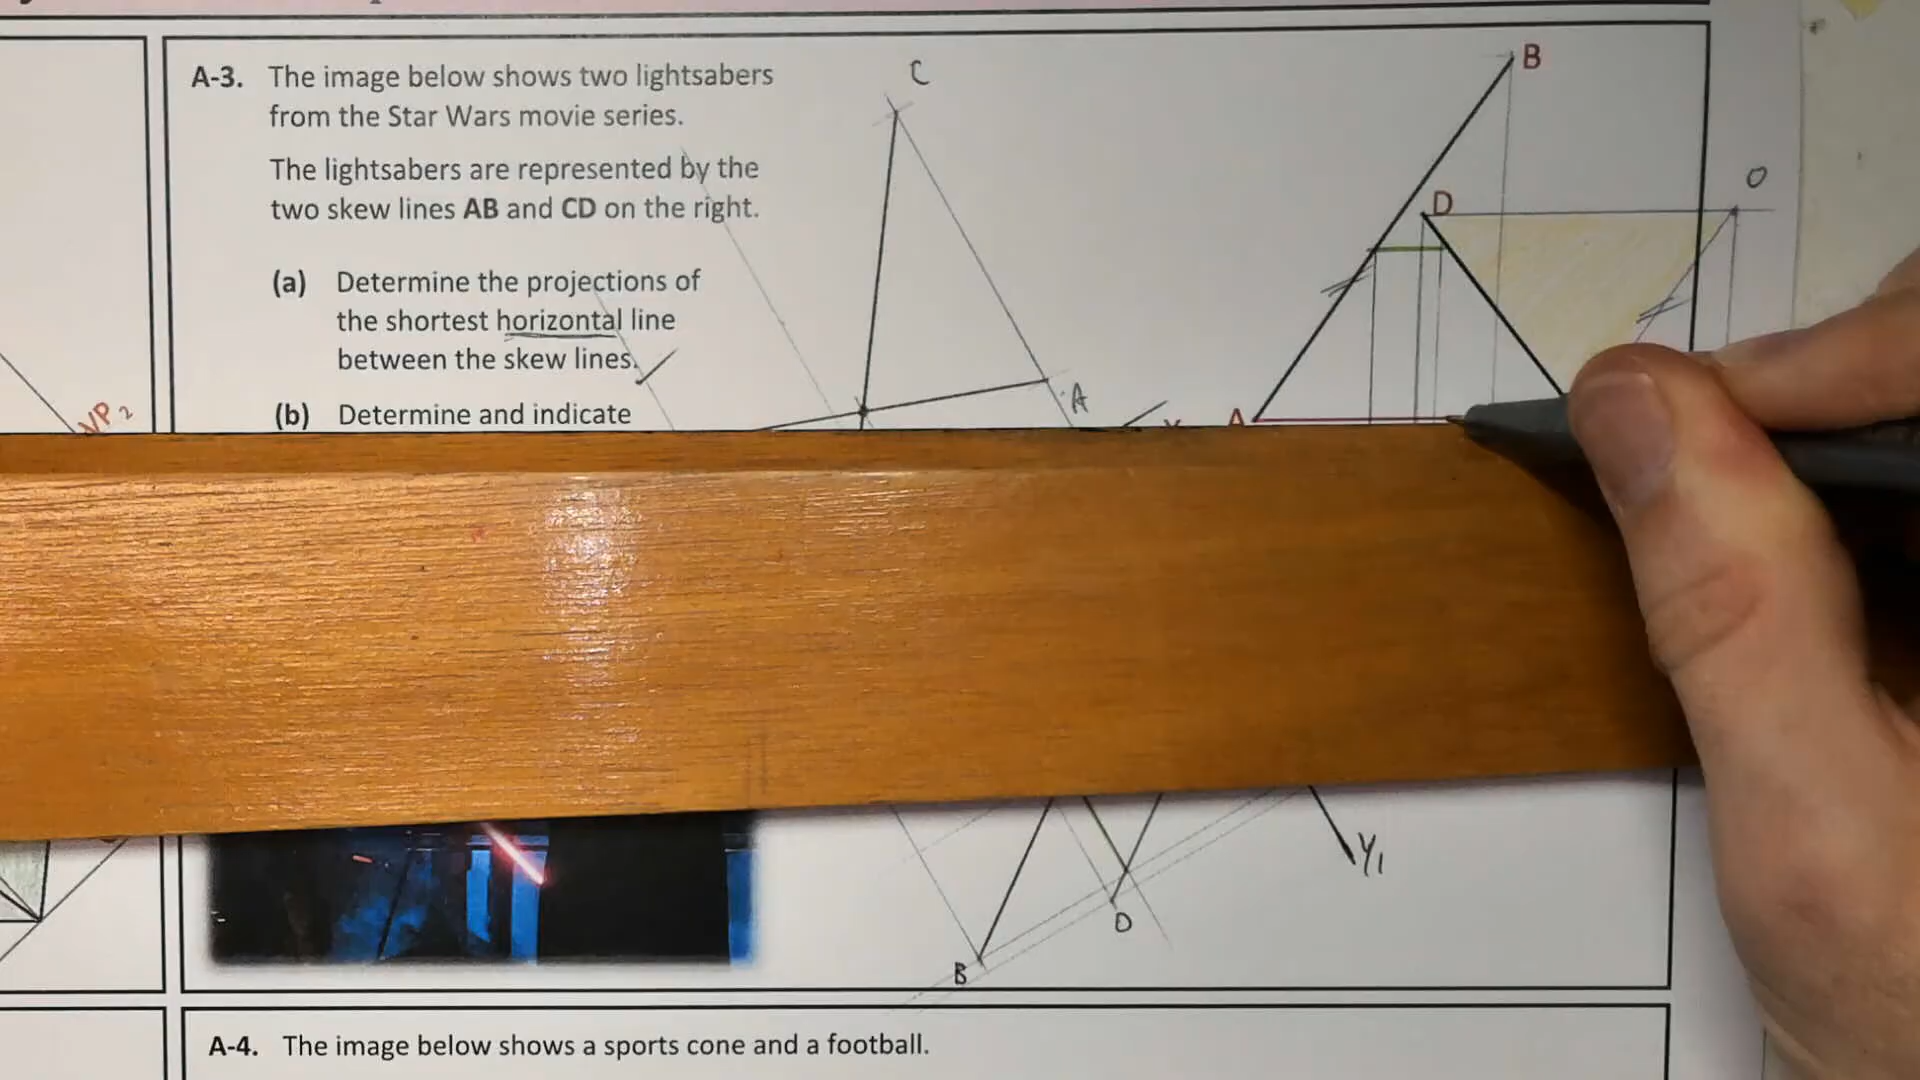 A-3. The image below shows two lightsabers
from the Star Wars movie series.
The lightsabers are represented by the
two skew lines AB and CD on the right.
(a) Determine the projections of
the shortest horizontal line
between the skew lines.
(b) Determine and indicate
VP2
C
A
B
D
O
A
X
Y1
D
B
A-4. The image below shows a sports cone and a football.